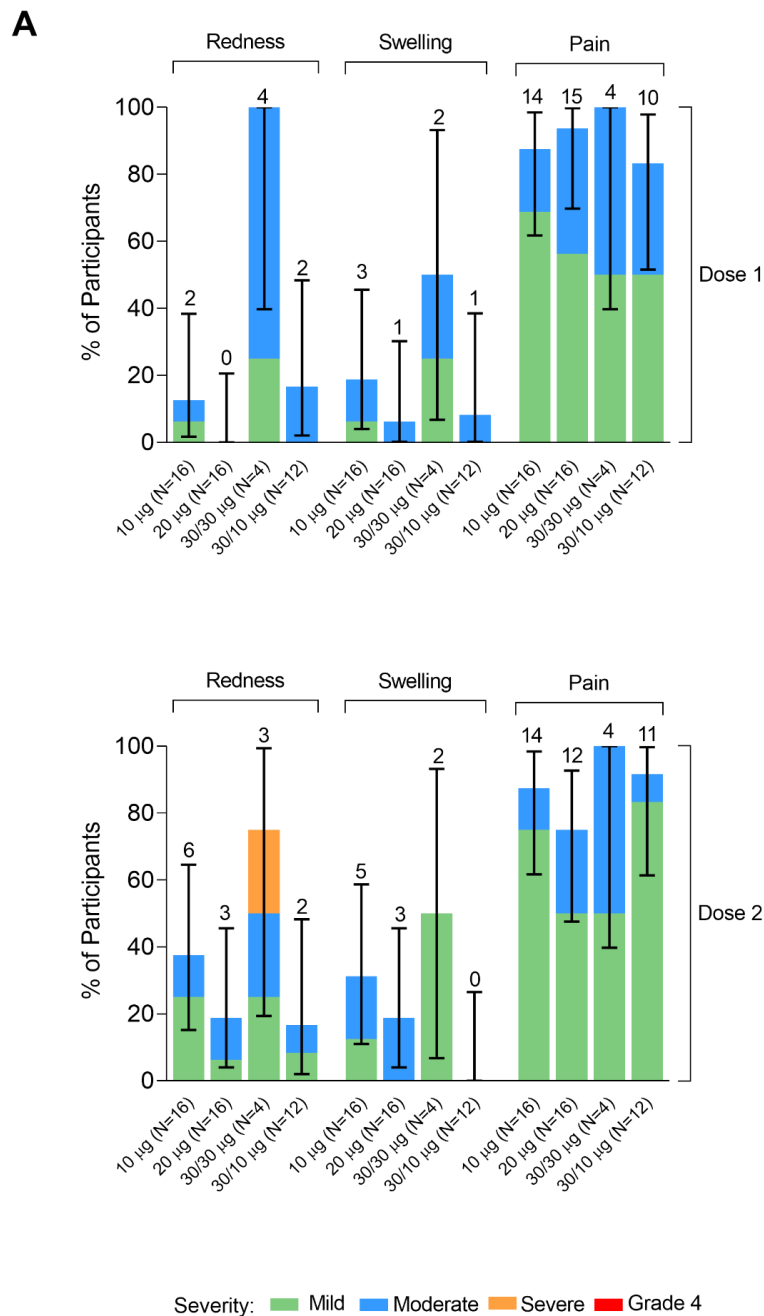 A
Redness Swelling Pain
4 14 15 4 10
100
80
60
40
20
0
% of Participants
2 0 2 3 1 2 1
Dose 1
10 μg (N=16) 20 μg (N=16) 30/30 μg (N=4) 30/10 μg (N=12) 10 μg (N=16) 20 μg (N=16) 30/30 μg (N=4) 30/10 μg (N=12) 10 μg (N=16) 20 μg (N=16) 30/30 μg (N=4) 30/10 μg (N=12)
Redness Swelling Pain
3 2 14 12 4 11
100
80
60
40
20
0
% of Participants
6 3 2 5 3 0
Dose 2
10 μg (N=16) 20 μg (N=16) 30/30 μg (N=4) 30/10 μg (N=12) 10 μg (N=16) 20 μg (N=16) 30/30 μg (N=4) 30/10 μg (N=12) 10 μg (N=16) 20 μg (N=16) 30/30 μg (N=4) 30/10 μg (N=12)
Severity: Mild Moderate Severe Grade 4